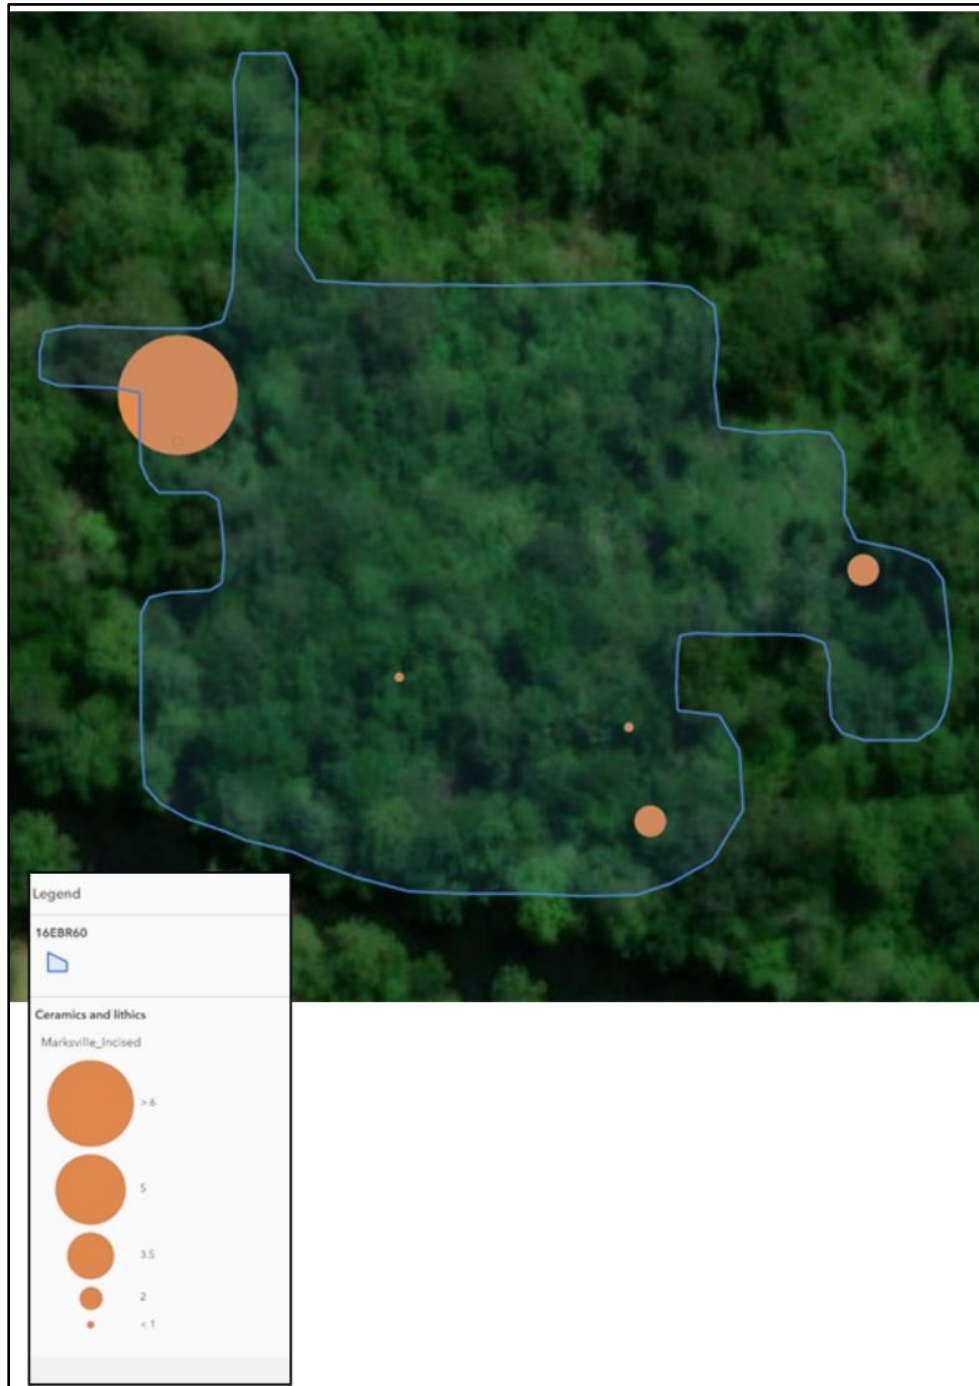 Legend
16EBR60
Ceramics and lithics
Marksville_Incised
> 6
5
3.5
2
< 1